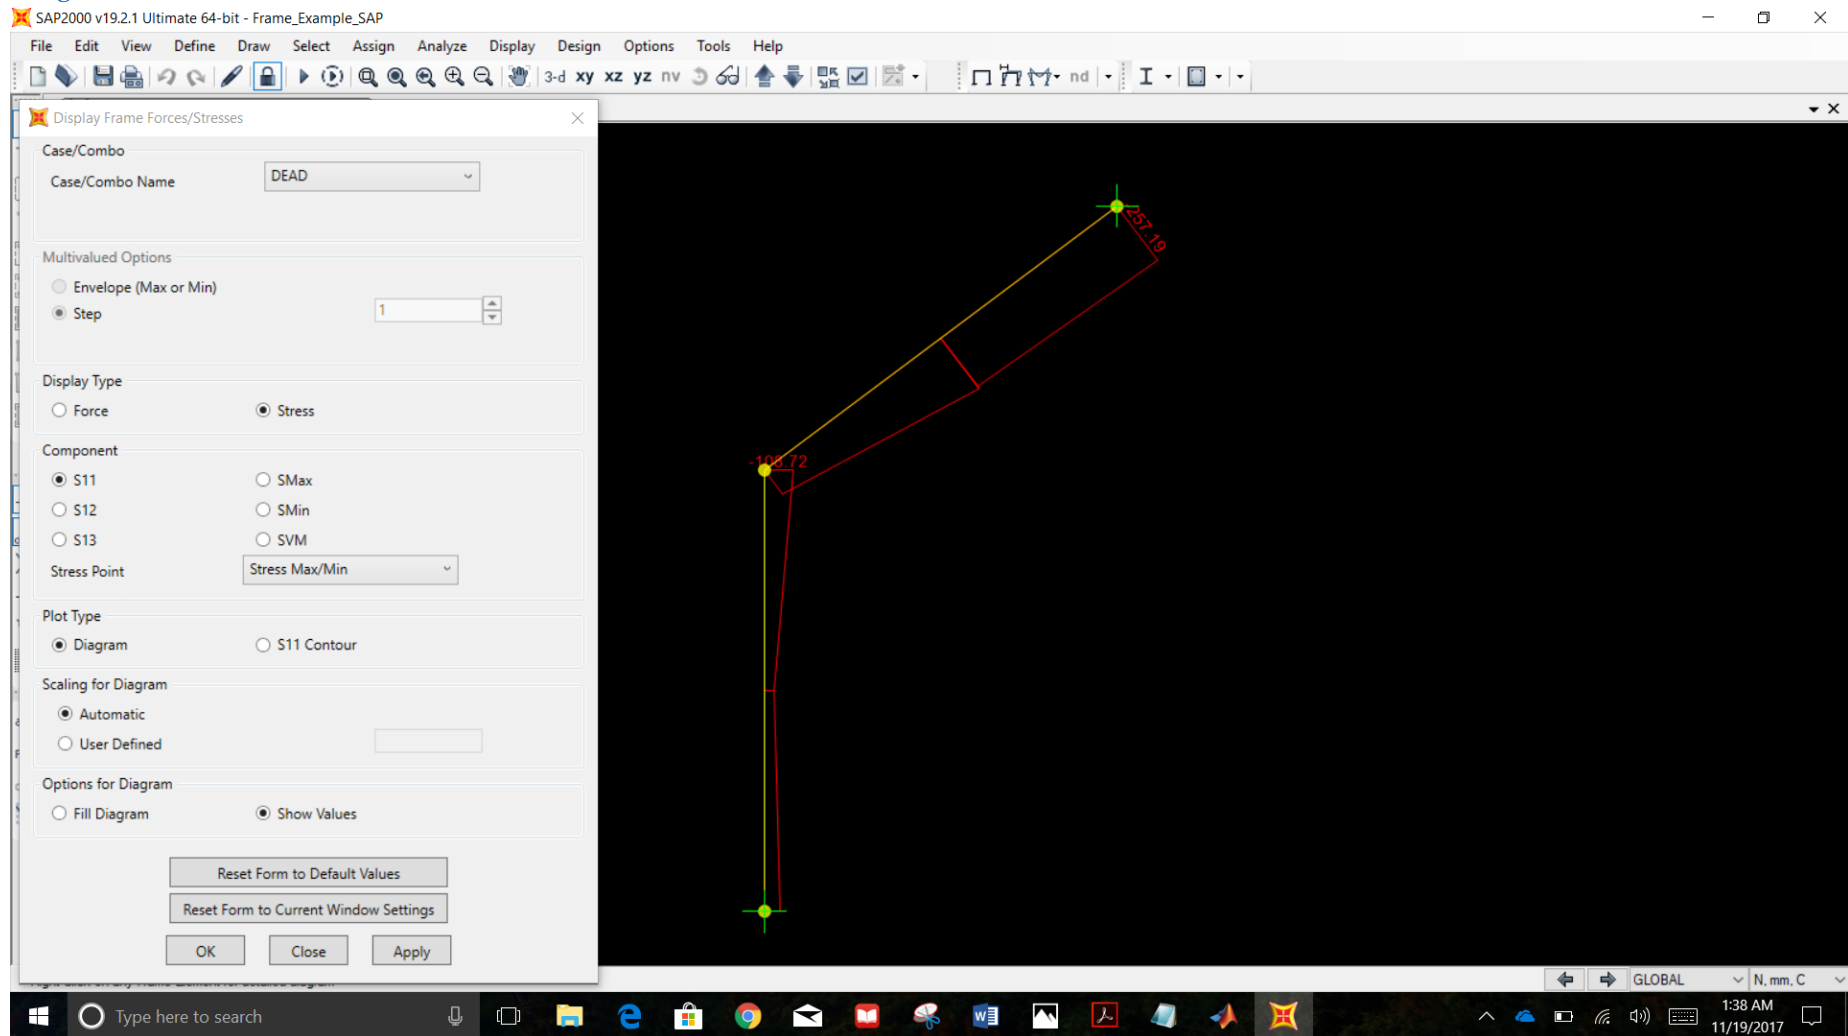 SAP2000 v19.2.1 Ultimate 64-bit - Frame_Example_SAP
File Edit View Define Draw Select Assign Analyze Display Design Options Tools Help
3-d xy xz yz nv nd
Display Frame Forces/Stresses
Case/Combo
Case/Combo Name DEAD
Multivalued Options
Envelope (Max or Min)
Step 1
Display Type
Force Stress
Component
S11 SMax
S12 SMin
S13 SVM
Stress Point Stress Max/Min
Plot Type
Diagram S11 Contour
Scaling for Diagram
Automatic
User Defined
Options for Diagram
Fill Diagram Show Values
Reset Form to Default Values
Reset Form to Current Window Settings
OK Close Apply
257.19
-108.72
GLOBAL N, mm, C
Type here to search
1:38 AM
11/19/2017